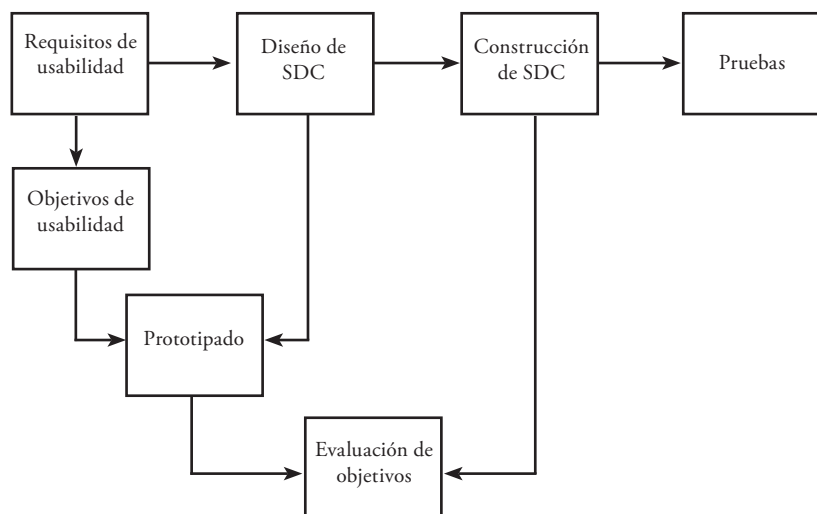 Requisitos de
usabilidad
Diseño de
SDC
Construcción
de SDC
Pruebas
Objetivos de
usabilidad
Prototipado
Evaluación de
objetivos